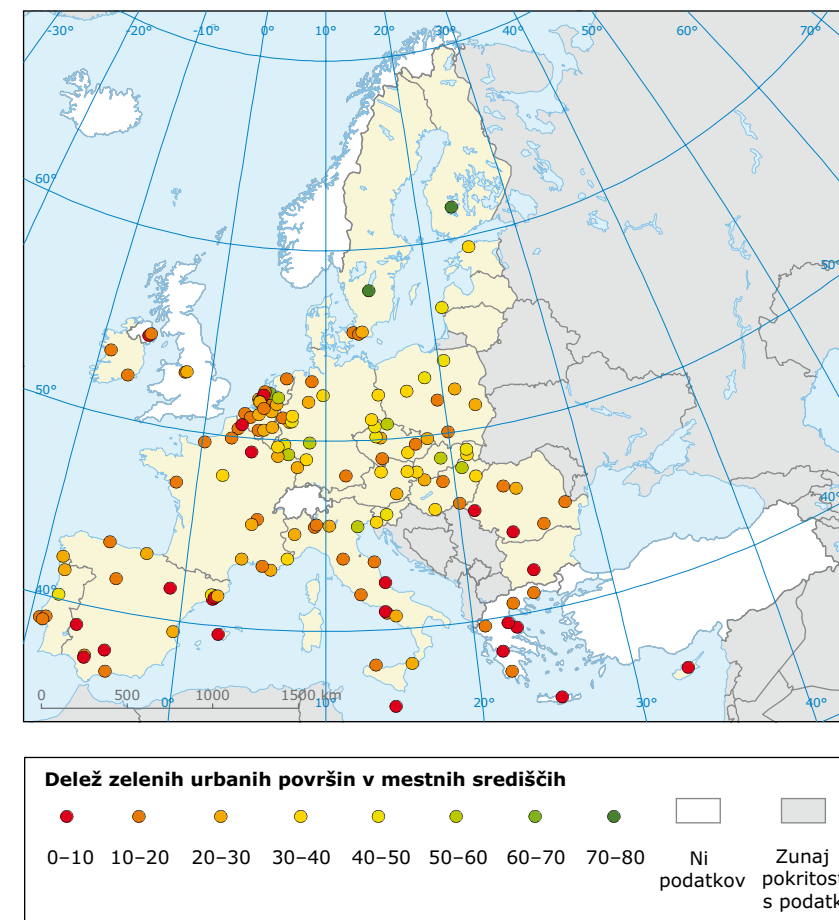 -30° -20° -10° 0° 10° 20° 30° 40° 50° 60° 70°
60°
50°
50°
40°
40°
0 500 1000 1500 km
0° 10° 20° 30° 40°
Delež zelenih urbanih površin v mestnih središčih
0–10 10–20 20–30 30–40 40–50 50–60 60–70 70–80
Ni podatkov
Zunaj
pokritost
s podatk